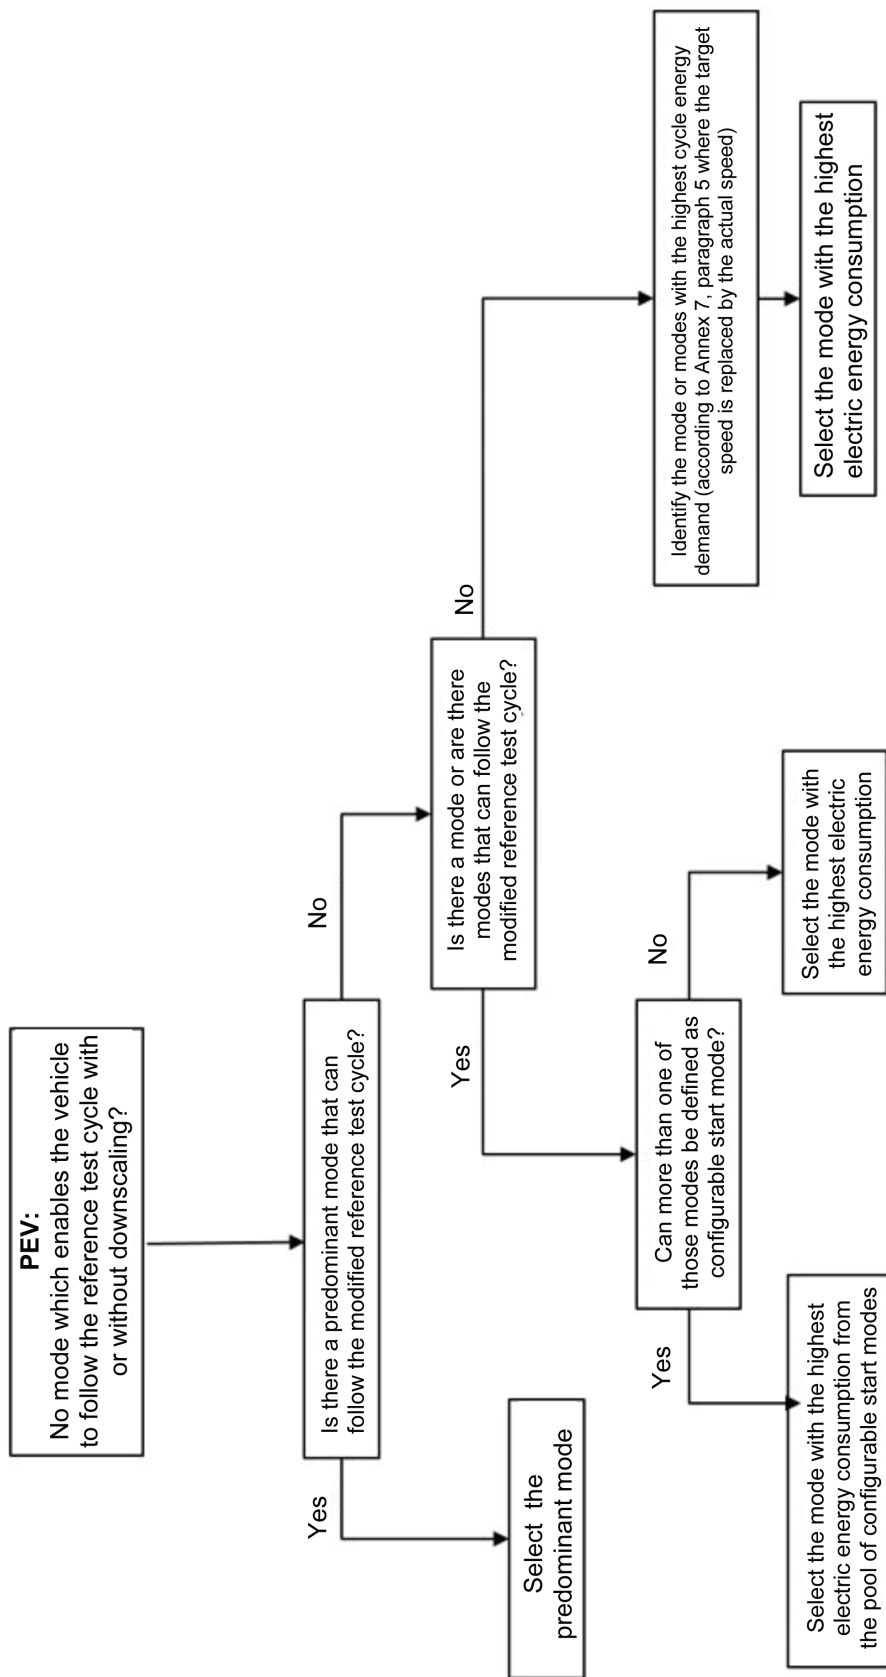 PEV:
No mode which enables the vehicle
to follow the reference test cycle with
or without downscaling?
Is there a predominant mode that can
follow the modified reference test cycle?
Yes
No
Select the
predominant mode
Is there a mode or are there
modes that can follow the
modified reference test cycle?
Yes
No
Can more than one of
those modes be defined as
configurable start mode?
Yes
No
Identify the mode or modes with the highest cycle energy
demand (according to Annex 7, paragraph 5 where the target
speed is replaced by the actual speed)
Select the mode with the highest
electric energy consumption from
the pool of configurable start modes
Select the mode with
the highest electric
energy consumption
Select the mode with the highest
electric energy consumption